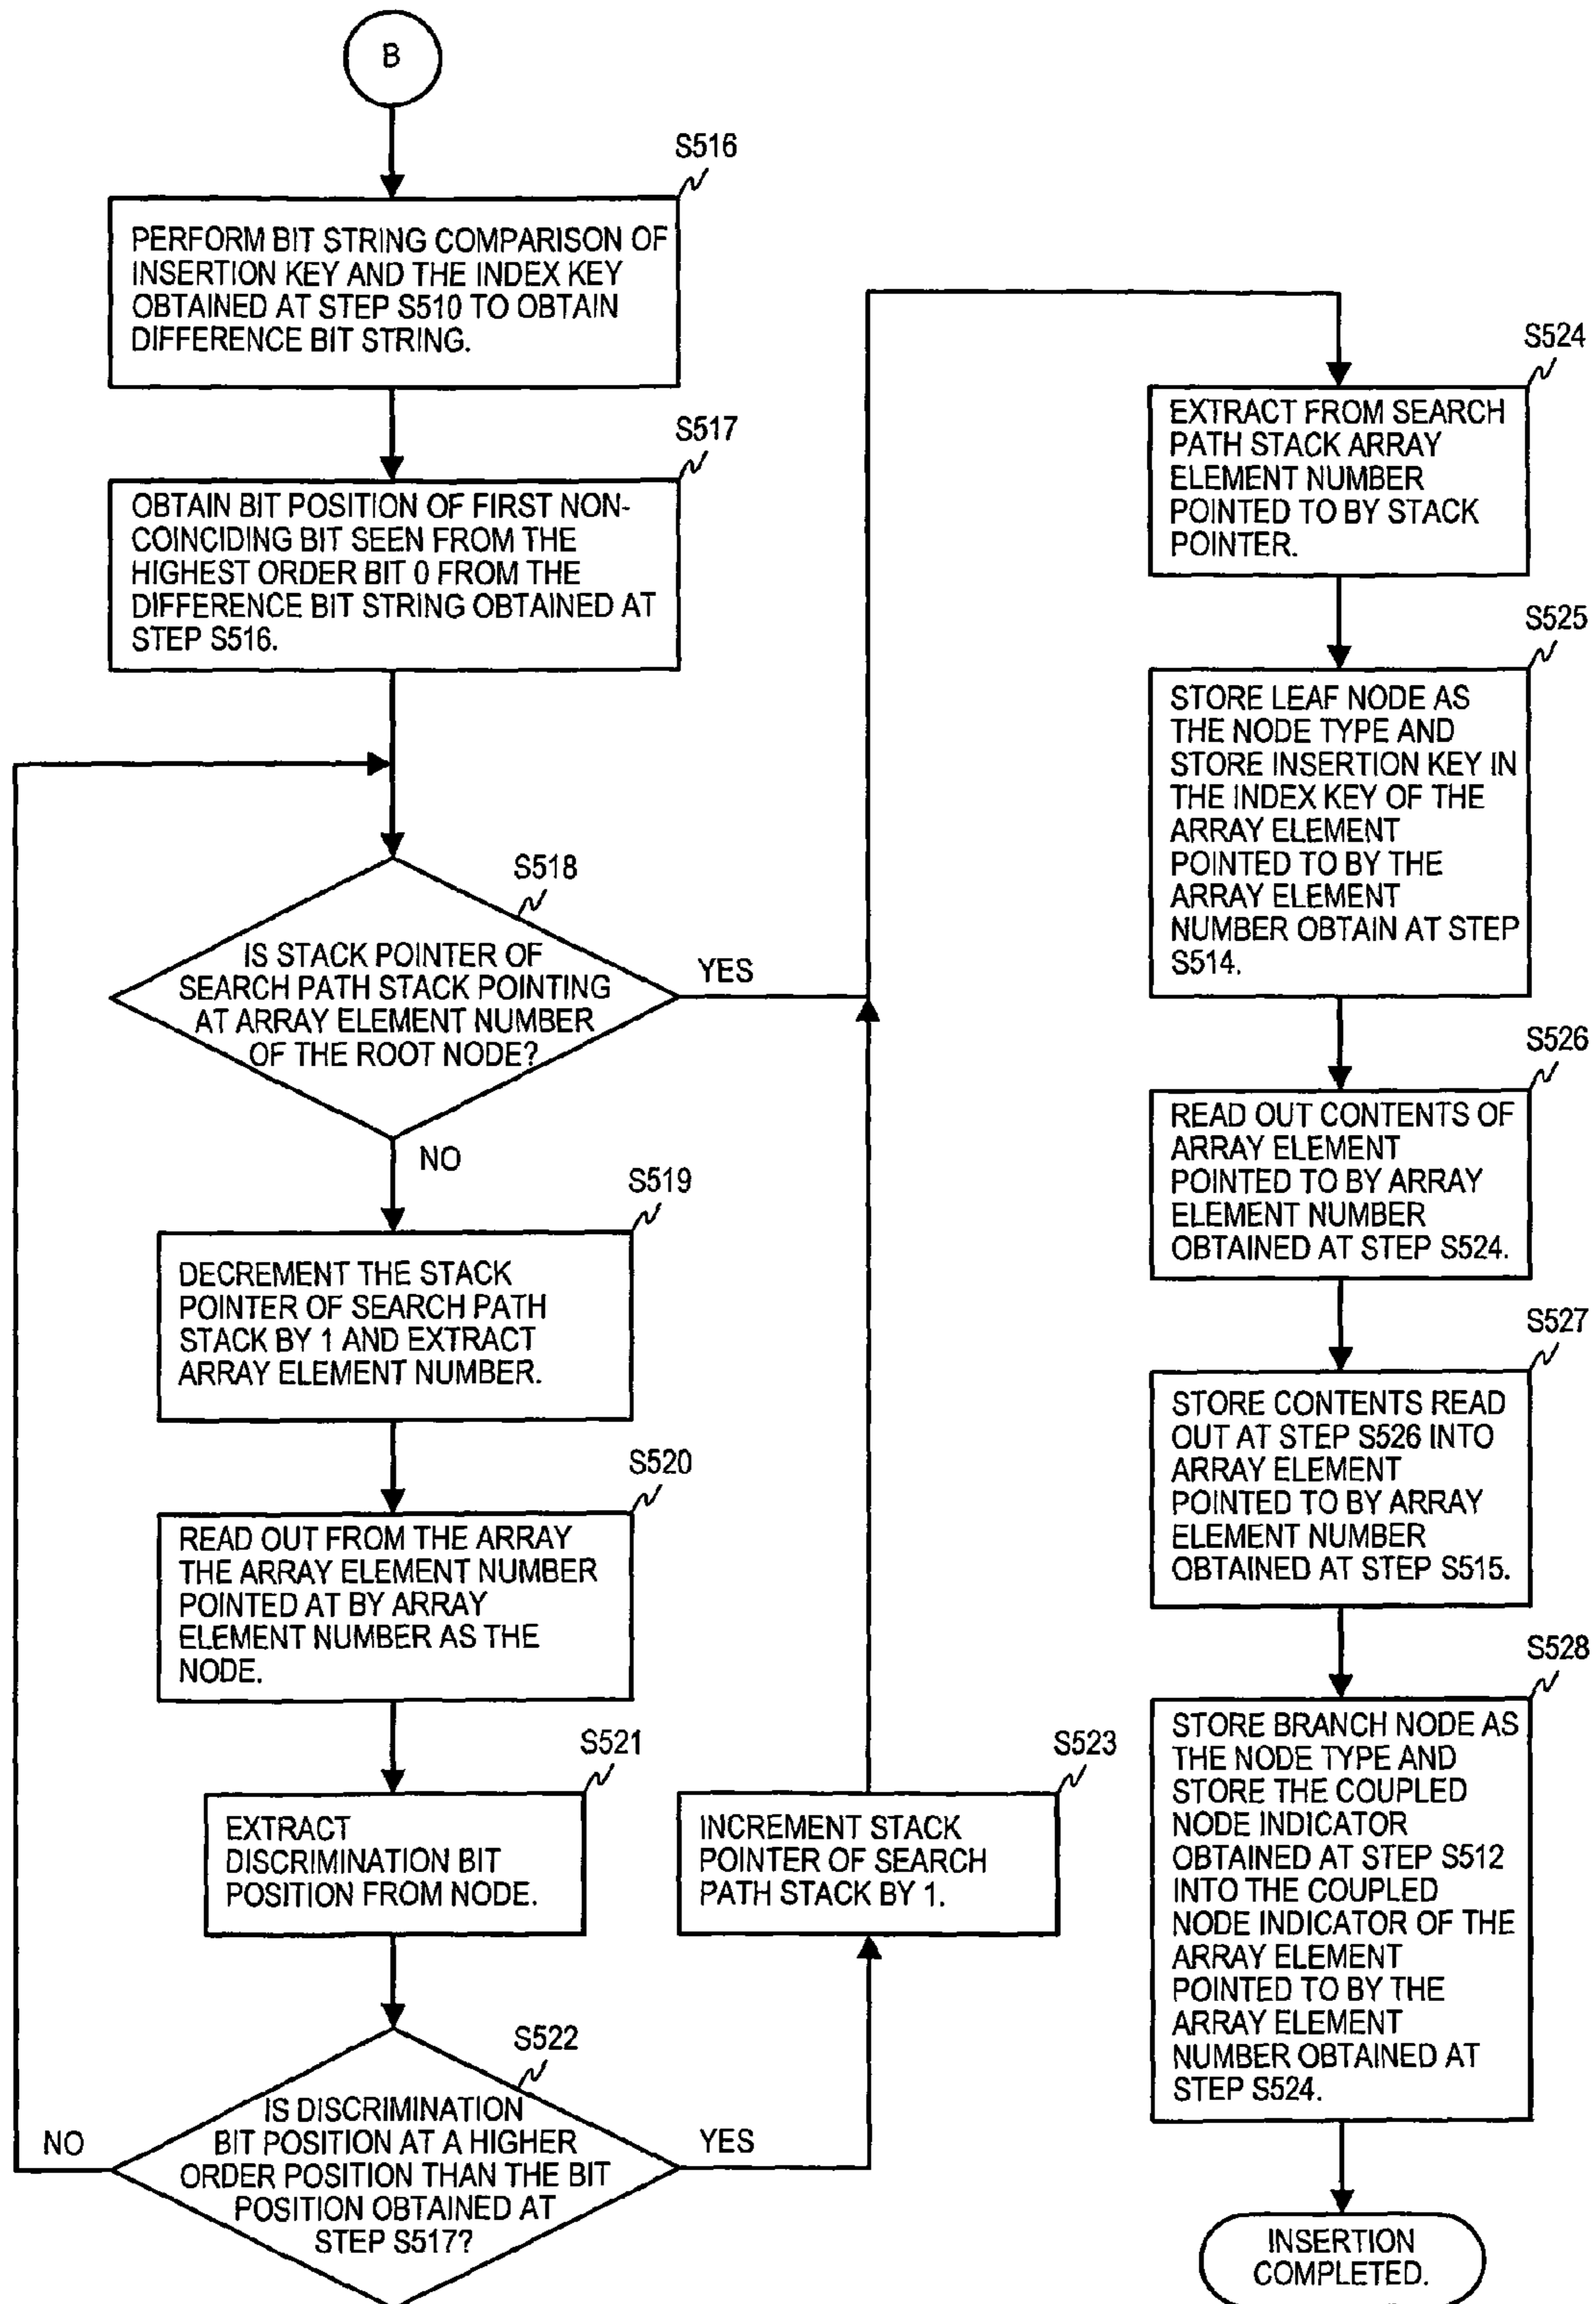 B
S516
PERFORM BIT STRING COMPARISON OF
INSERTION KEY AND THE INDEX KEY
OBTAINED AT STEP S510 TO OBTAIN
DIFFERENCE BIT STRING.
S517
OBTAIN BIT POSITION OF FIRST NON-
COINCIDING BIT SEEN FROM THE
HIGHEST ORDER BIT 0 FROM THE
DIFFERENCE BIT STRING OBTAINED AT
STEP S516.
S518
IS STACK POINTER OF
SEARCH PATH STACK POINTING
AT ARRAY ELEMENT NUMBER
OF THE ROOT NODE?
YES
NO
S519
DECREMENT THE STACK
POINTER OF SEARCH PATH
STACK BY 1 AND EXTRACT
ARRAY ELEMENT NUMBER.
S520
READ OUT FROM THE ARRAY
THE ARRAY ELEMENT NUMBER
POINTED AT BY ARRAY
ELEMENT NUMBER AS THE
NODE.
S521
EXTRACT
DISCRIMINATION BIT
POSITION FROM NODE.
S522
IS DISCRIMINATION
BIT POSITION AT A HIGHER
ORDER POSITION THAN THE BIT
POSITION OBTAINED AT
STEP S517?
NO
YES
S523
INCREMENT STACK
POINTER OF SEARCH
PATH STACK BY 1.
S524
EXTRACT FROM SEARCH
PATH STACK ARRAY
ELEMENT NUMBER
POINTED TO BY STACK
POINTER.
S525
STORE LEAF NODE AS
THE NODE TYPE AND
STORE INSERTION KEY IN
THE INDEX KEY OF THE
ARRAY ELEMENT
POINTED TO BY THE
ARRAY ELEMENT
NUMBER OBTAIN AT STEP
S514.
S526
READ OUT CONTENTS OF
ARRAY ELEMENT
POINTED TO BY ARRAY
ELEMENT NUMBER
OBTAINED AT STEP S524.
S527
STORE CONTENTS READ
OUT AT STEP S526 INTO
ARRAY ELEMENT
POINTED TO BY ARRAY
ELEMENT NUMBER
OBTAINED AT STEP S515.
S528
STORE BRANCH NODE AS
THE NODE TYPE AND
STORE THE COUPLED
NODE INDICATOR
OBTAINED AT STEP S512
INTO THE COUPLED
NODE INDICATOR OF THE
ARRAY ELEMENT
POINTED TO BY THE
ARRAY ELEMENT
NUMBER OBTAINED AT
STEP S524.
INSERTION
COMPLETED.